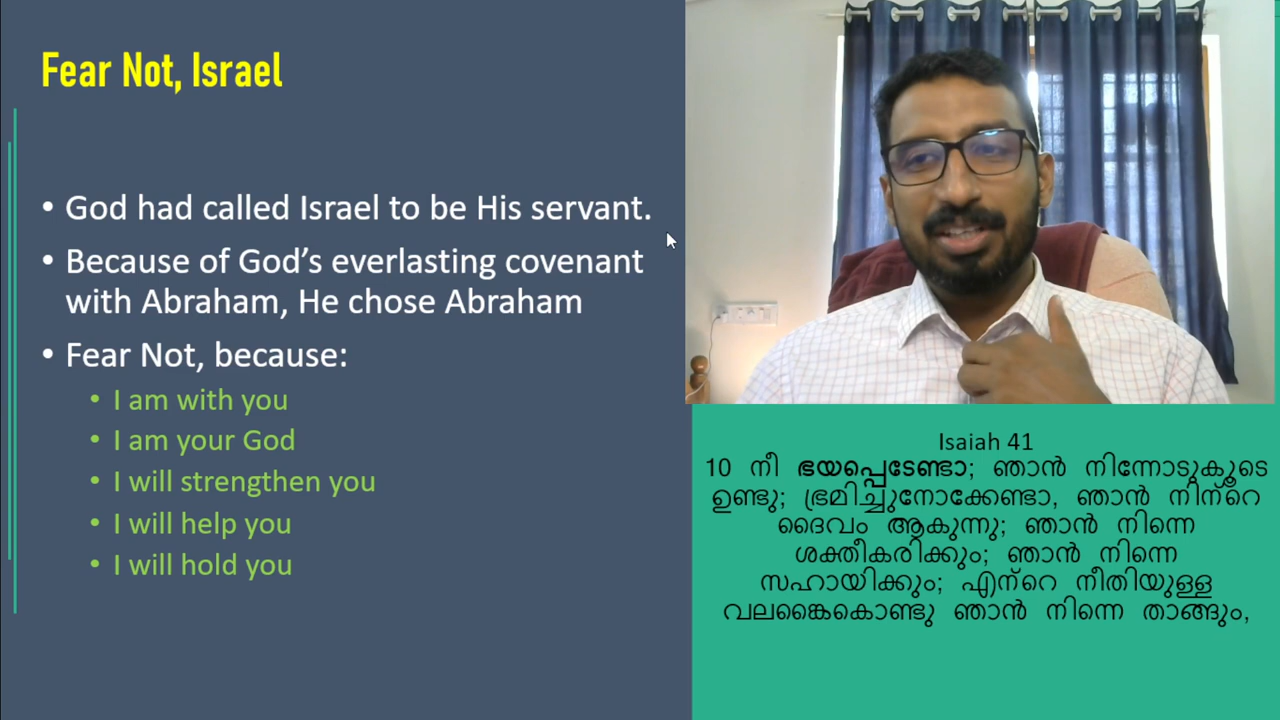 Fear Not, Israel
• God had called Israel to be His servant.
• Because of God’s everlasting covenant
with Abraham, He chose Abraham
• Fear Not, because:
• I am with you
• I am your God
• I will strengthen you
• I will help you
• I will hold you
Isaiah 41
10 നീ ഭയപ്പെടേണ്ടാ; ഞാൻ നിന്നോടുകൂടെ
ഉണ്ടു; ഭ്രമിച്ചുനോക്കേണ്ടാ, ഞാൻ നിന്റെ
ദൈവം ആകുന്നു; ഞാൻ നിന്നെ
ശക്തീകരിക്കും; ഞാൻ നിന്നെ
സഹായിക്കും; എന്റെ നീതിയുള്ള
വലങ്കൈകൊണ്ടു ഞാൻ നിന്നെ താങ്ങും,